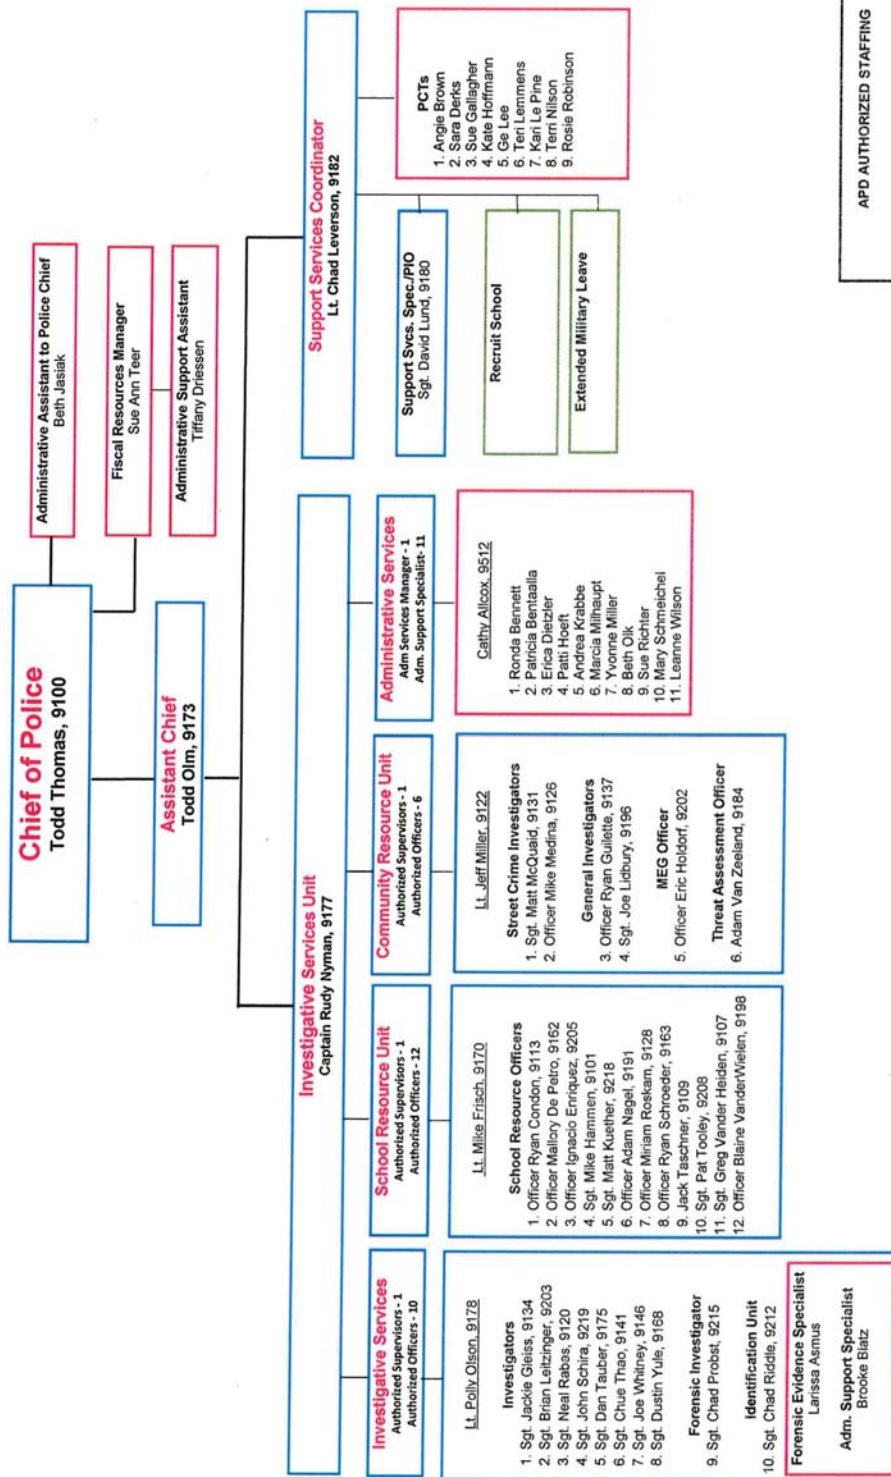 Chief of Police
Todd Thomas, 9100
Administrative Assistant to Police Chief
Beth Jasiak
Fiscal Resources Manager
Sue Ann Teer
Administrative Support Assistant
Tiffany Driessen
Assistant Chief
Todd Olm, 9173
Investigative Services Unit
Captain Rudy Nyman, 9177
Support Services Coordinator
Lt. Chad Leverson, 9182
Investigative Services
Authorized Supervisors - 1
Authorized Officers - 10
Lt. Polly Olson, 9178
Investigators
1. Sgt. Jackie Gleiss, 9134
2. Sgt. Brian Leitzinger, 9203
3. Sgt. Neal Rabas, 9120
4. Sgt. John Schira, 9219
5. Sgt. Dan Tauber, 9175
6. Sgt. Chue Thao, 9141
7. Sgt. Joe Whitney, 9146
8. Sgt. Dustin Yule, 9168
Forensic Investigator
9. Sgt. Chad Probst, 9215
Identification Unit
10. Sgt. Chad Riddle, 9212
Forensic Evidence Specialist
Larissa Asmus
Adm. Support Specialist
Brooke Blatz
School Resource Unit
Authorized Supervisors - 1
Authorized Officers - 12
Lt. Mike Frisch, 9170
School Resource Officers
1. Officer Ryan Condon, 9113
2. Officer Mallory De Petro, 9162
3. Officer Ignacio Enriquez, 9205
4. Sgt. Mike Hammen, 9101
5. Sgt. Matt Kuether, 9218
6. Officer Adam Nagel, 9191
7. Officer Miriam Roskam, 9128
8. Officer Ryan Schroeder, 9163
9. Jack Taschner, 9109
10. Sgt. Pat Tooley, 9208
11. Sgt. Greg Vander Heiden, 9107
12. Officer Blaine VanderWielen, 9198
Community Resource Unit
Authorized Supervisors - 1
Authorized Officers - 6
Lt. Jeff Miller, 9122
Street Crime Investigators
1. Sgt. Matt McQuaid, 9131
2. Officer Mike Medina, 9126
General Investigators
3. Officer Ryan Guilette, 9137
4. Sgt. Joe Lidbury, 9196
MEG Officer
5. Officer Eric Holdorf, 9202
Threat Assessment Officer
6. Adam Van Zeeland, 9184
Administrative Services
Adm Services Manager - 1
Adm. Support Specialist- 11
Cathy Allcox, 9512
1. Ronda Bennett
2. Patricia Bentaalla
3. Erica Dietzler
4. Patti Hoeft
5. Andrea Krabbe
6. Marcia Milhaupt
7. Yvonne Miller
8. Beth Olk
9. Sue Richter
10. Mary Schmeichel
11. Leanne Wilson
Support Svcs. Spec./PIO
Sgt. David Lund, 9180
Recruit School
Extended Military Leave
PCTs
1. Angie Brown
2. Sara Derks
3. Sue Gallagher
4. Kate Hoffmann
5. Ge Lee
6. Teri Lemmens
7. Kari Le Pine
8. Terri Nilson
9. Rosie Robinson
APD AUTHORIZED STAFFING